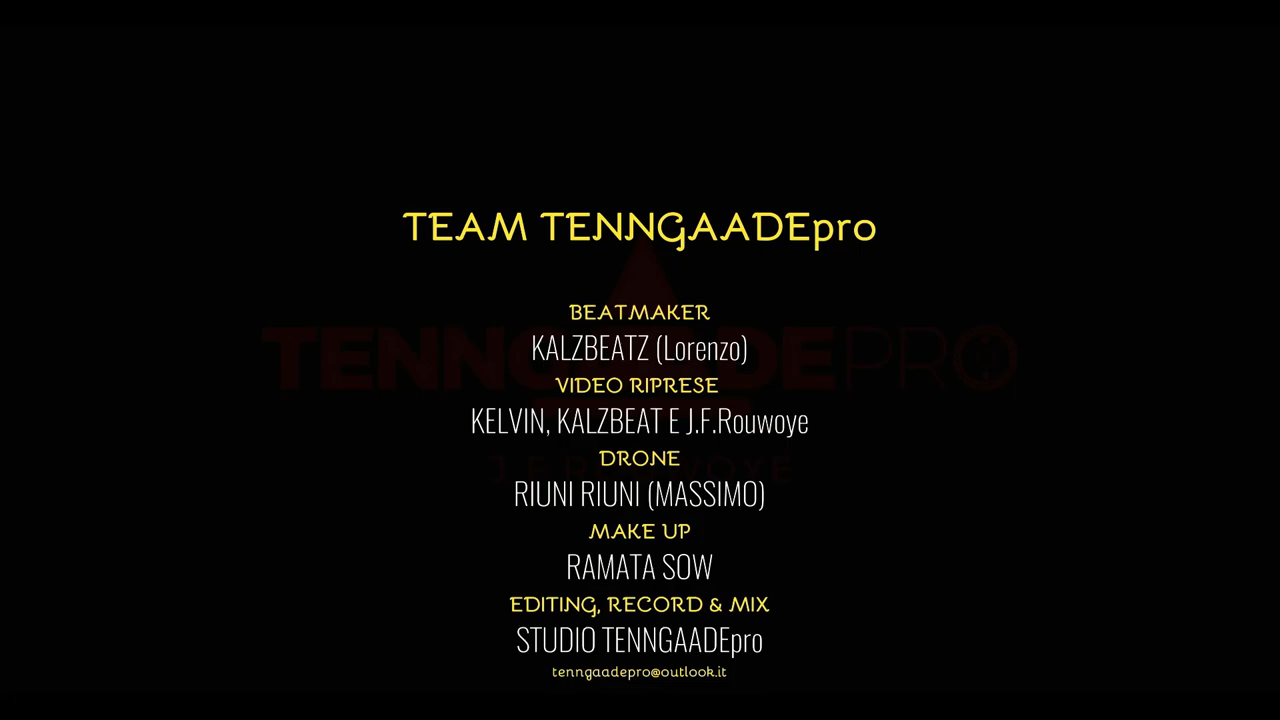 TEAM TENNGAADEpro
BEATMAKER
KALZBEATZ (Lorenzo)
VIDEO RIPRESE
KELVIN, KALZBEAT E J.F.Rouwoye
DRONE
RIUNI RIUNI (MASSIMO)
MAKE UP
RAMATA SOW
EDITING, RECORD & MIX
STUDIO TENNGAADEpro
tenngaadepro@outlook.it
TENNGAADEPRO